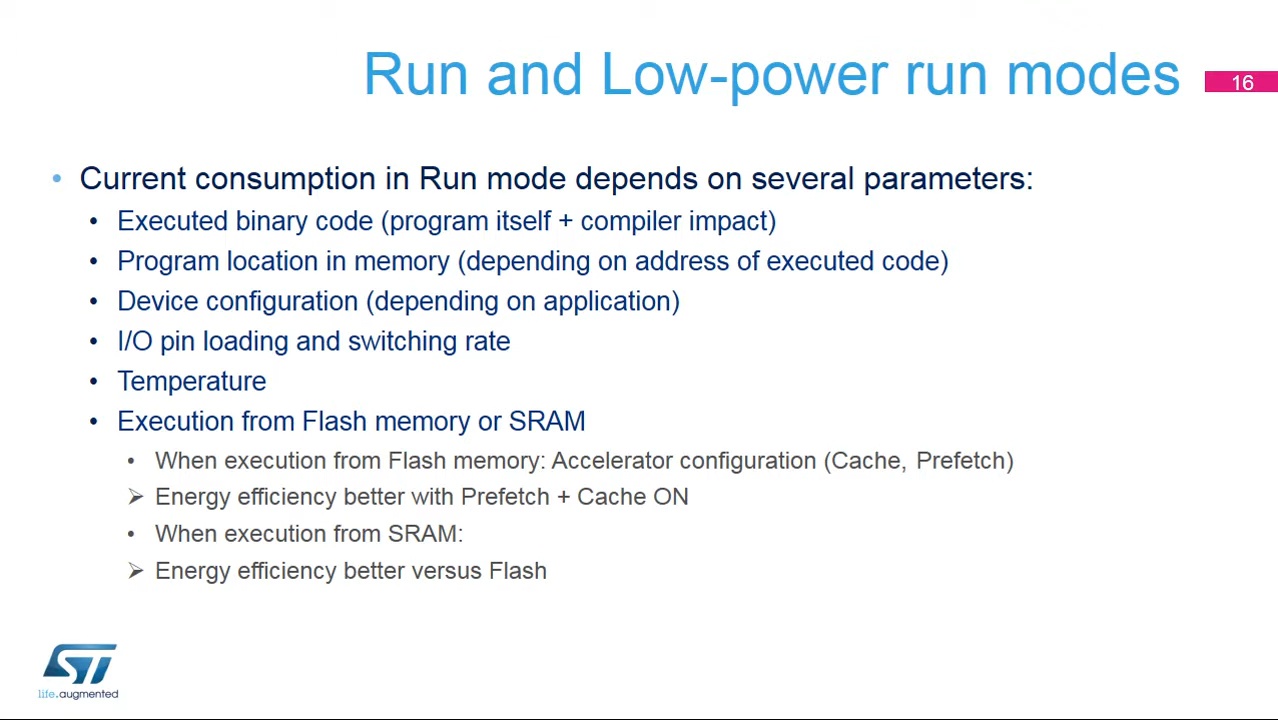 Run and Low-power run modes
16
• Current consumption in Run mode depends on several parameters:
• Executed binary code (program itself + compiler impact)
• Program location in memory (depending on address of executed code)
• Device configuration (depending on application)
• I/O pin loading and switching rate
• Temperature
• Execution from Flash memory or SRAM
• When execution from Flash memory: Accelerator configuration (Cache, Prefetch)
➢ Energy efficiency better with Prefetch + Cache ON
• When execution from SRAM:
➢ Energy efficiency better versus Flash
ST
life.augmented